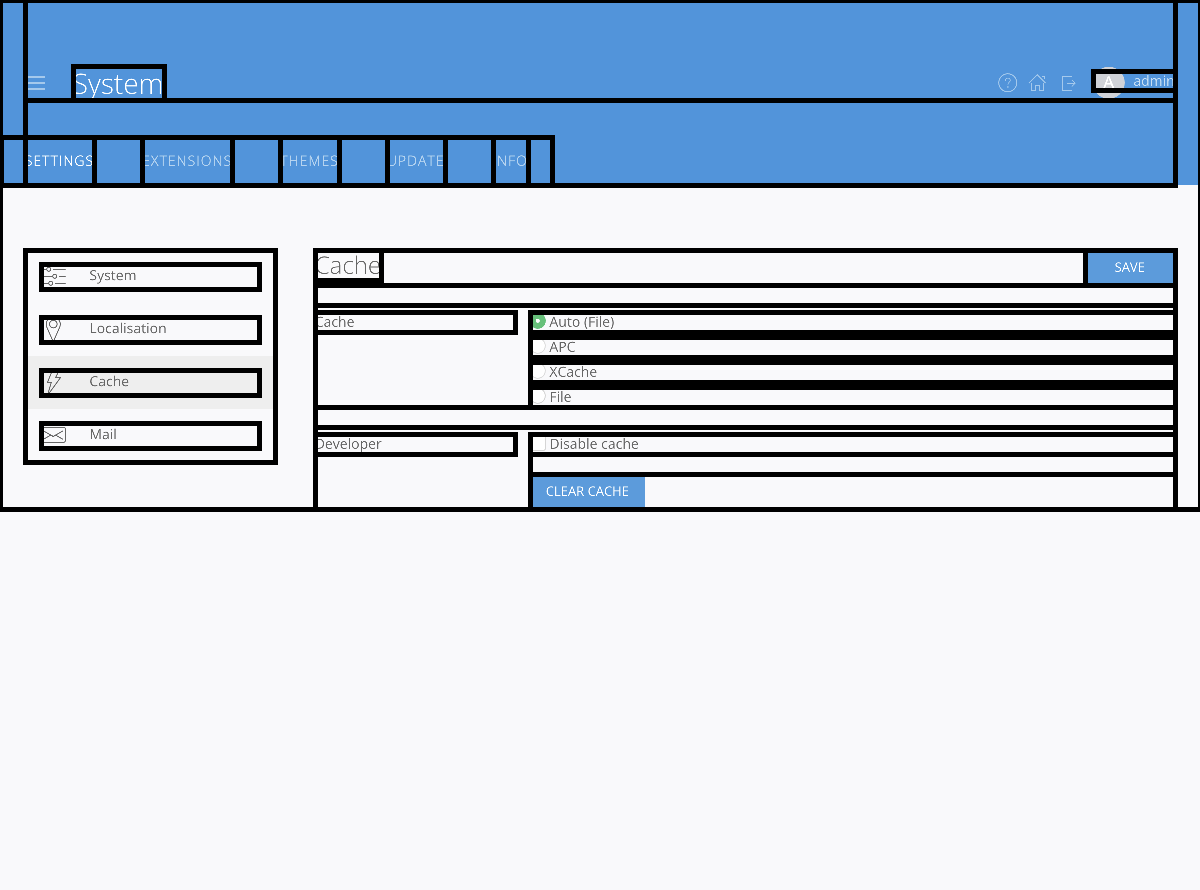 System
A admin
SETTINGS EXTENSIONS THEMES UPDATE INFO
System
Localisation
Cache
Mail
Cache
SAVE
Cache
Auto (File)
APC
XCache
File
Developer
Disable cache
CLEAR CACHE